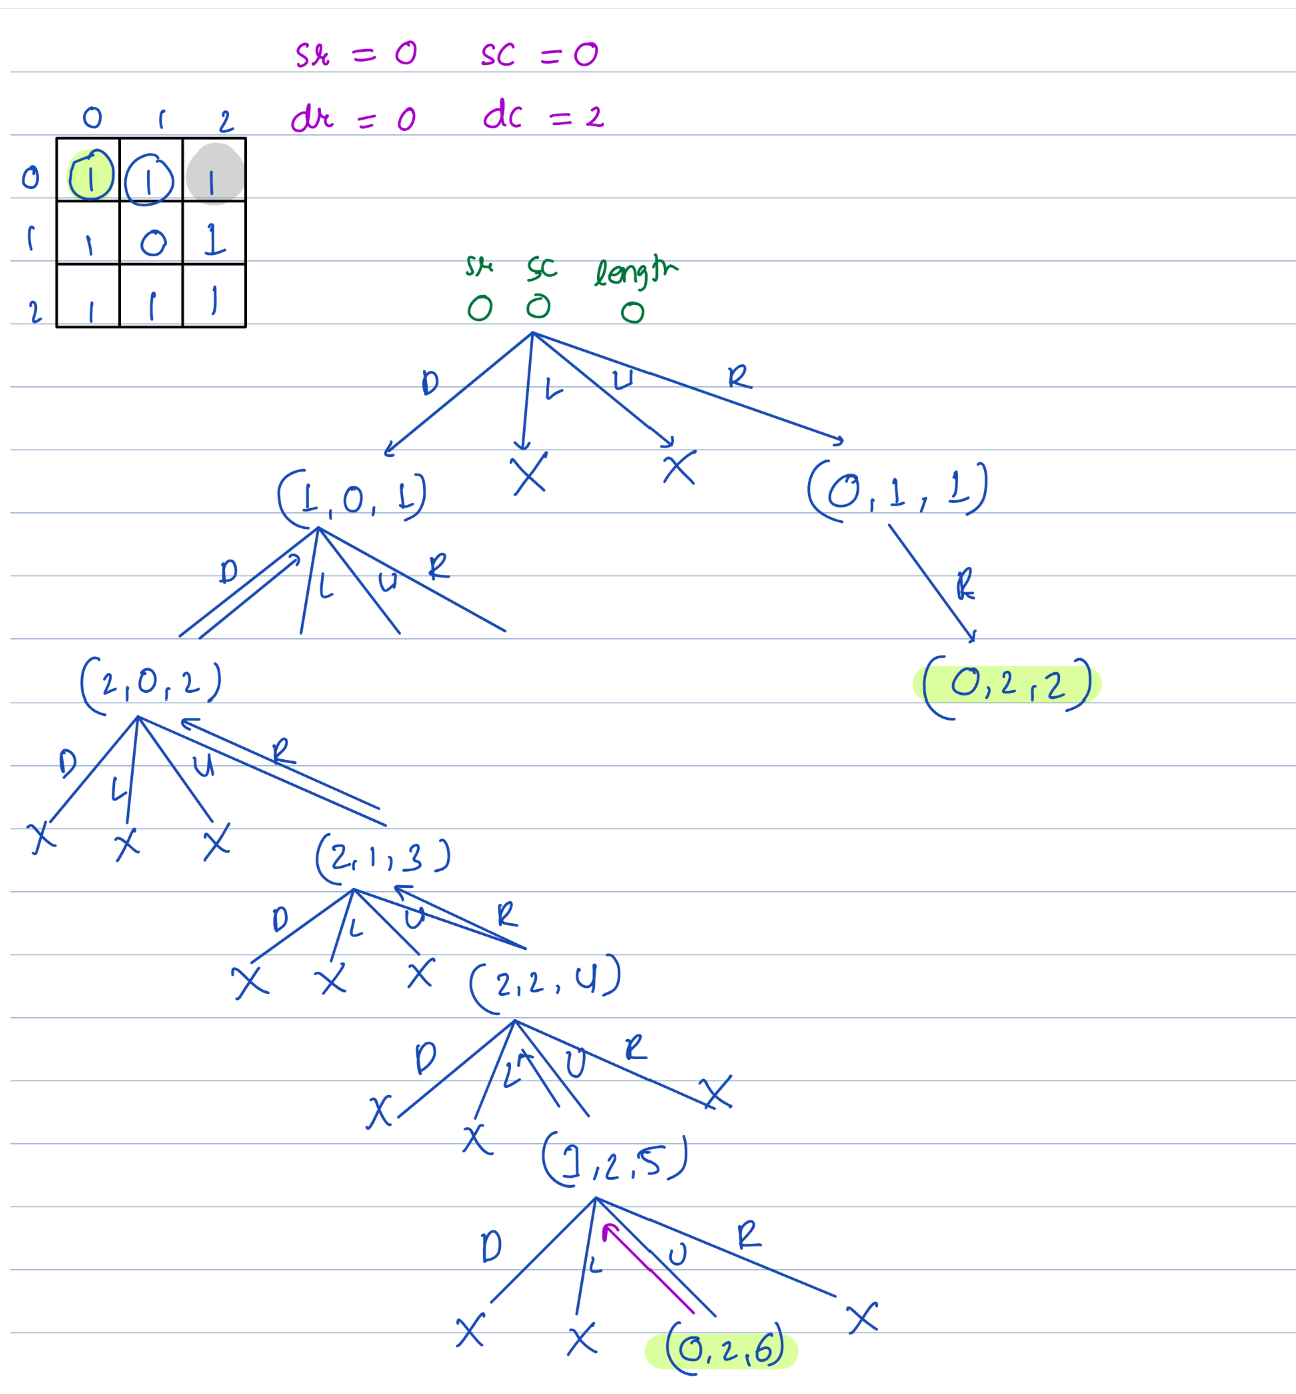 sr = 0 sc = 0
dr = 0 dc = 2
0 1 2
0 1 1 1
1 1 0 1
2 1 1 1
sr sc length
0 0 0
D L U R
X X
(1,0,1) (0,1,1)
D L U R R
(2,0,2) (0,2,2)
D L U R
X X X
(2,1,3)
D L U R
X X X (2,2,4)
D L U R
X X X
(1,2,5)
D L U R
X X (0,2,6) X